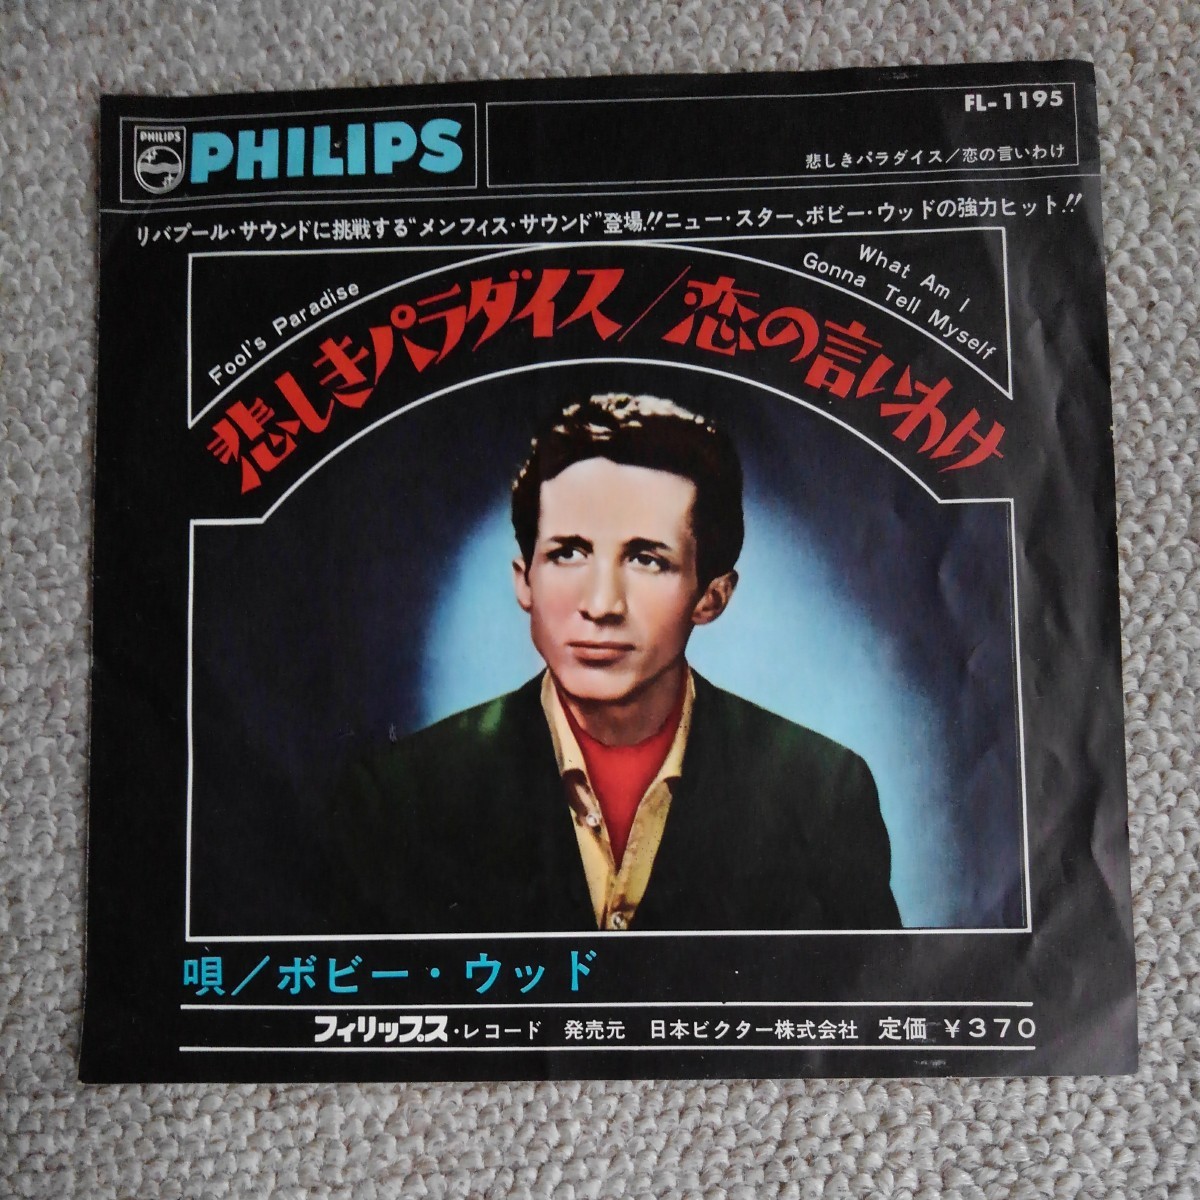 PHILIPS
PHILIPS
FL-1195
悲しきパラダイス／恋の言いわけ
リバプール・サウンドに挑戦する“メンフィス・サウンド”登場!!ニュー・スター、ボビー・ウッドの強力ヒット!!
Fool's Paradise
What Am I
Gonna Tell Myself
悲しきパラダイス／恋の言いわけ
唄／ボビー・ウッド
フィリップス・レコード 発売元 日本ビクター株式会社 定価 ¥370